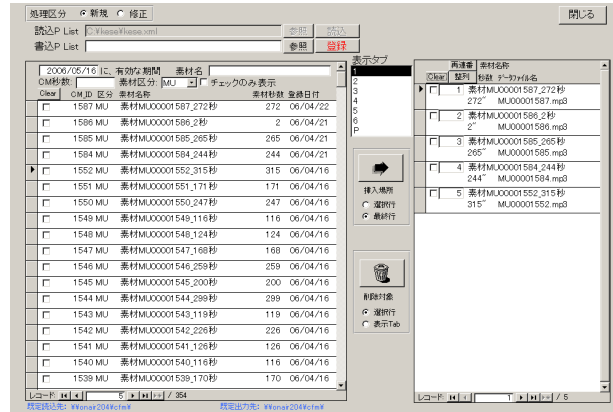 処理区分 新規 修正 閉じる
読込P List C:¥kese¥kese.xml 参照 読込
書込P List 参照 登録
2006/05/16 に、有効な期間 素材名
CM秒数: 素材区分: MU チェックのみ表示
Clear CM_ID 区分 素材名称 素材秒数 登録日付
1587 MU 素材MU00001587_272秒 272 06/04/22
1586 MU 素材MU00001586_2秒 2 06/04/21
1585 MU 素材MU00001585_265秒 265 06/04/21
1584 MU 素材MU00001584_244秒 244 06/04/21
1552 MU 素材MU00001552_315秒 315 06/04/16
1551 MU 素材MU00001551_171秒 171 06/04/16
1550 MU 素材MU00001550_247秒 247 06/04/16
1549 MU 素材MU00001549_116秒 116 06/04/16
1548 MU 素材MU00001548_124秒 124 06/04/16
1547 MU 素材MU00001547_168秒 168 06/04/16
1546 MU 素材MU00001546_259秒 259 06/04/16
1545 MU 素材MU00001545_200秒 200 06/04/16
1544 MU 素材MU00001544_299秒 299 06/04/16
1543 MU 素材MU00001543_119秒 119 06/04/16
1542 MU 素材MU00001542_226秒 226 06/04/16
1541 MU 素材MU00001541_126秒 126 06/04/16
1540 MU 素材MU00001540_116秒 116 06/04/16
1539 MU 素材MU00001539_170秒 170 06/04/16
レコード: 5 / 354
既定読込先: ¥¥onair204¥cfm¥ 既定出力先: ¥¥onair204¥cfm¥
表示タブ
1
2
3
4
5
6
P
挿入場所
選択行
最終行
削除対象
選択行
表示Tab
再連番 素材名称
Clear 整列 秒数 データファイル名
1 素材MU00001587_272秒
272" MU00001587.mp3
2 素材MU00001586_2秒
2" MU00001586.mp3
3 素材MU00001585_265秒
265" MU00001585.mp3
4 素材MU00001584_244秒
244" MU00001584.mp3
5 素材MU00001552_315秒
315" MU00001552.mp3
レコード: 1 / 5